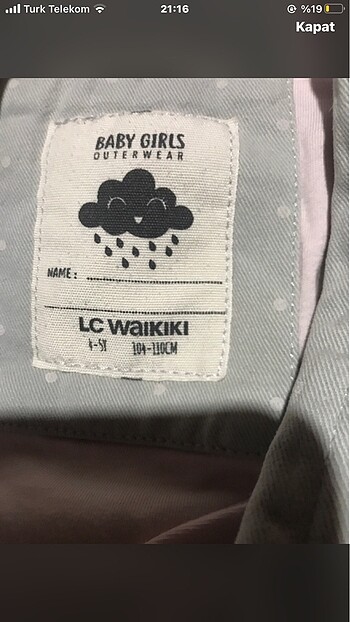 Turk Telekom
21:16
%19
Kapat
BABY GIRLS
OUTERWEAR
NAME:
LC WAIKIKI
4-5Y 104-110CM